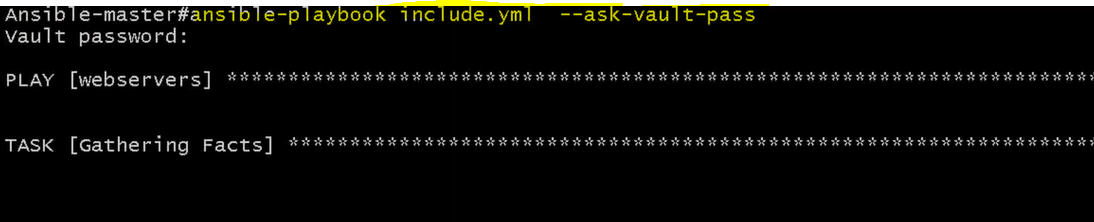 Ansible-master#ansible-playbook include.yml  --ask-vault-pass
Vault password:
PLAY [webservers] **********************************************************************
TASK [Gathering Facts] *****************************************************************